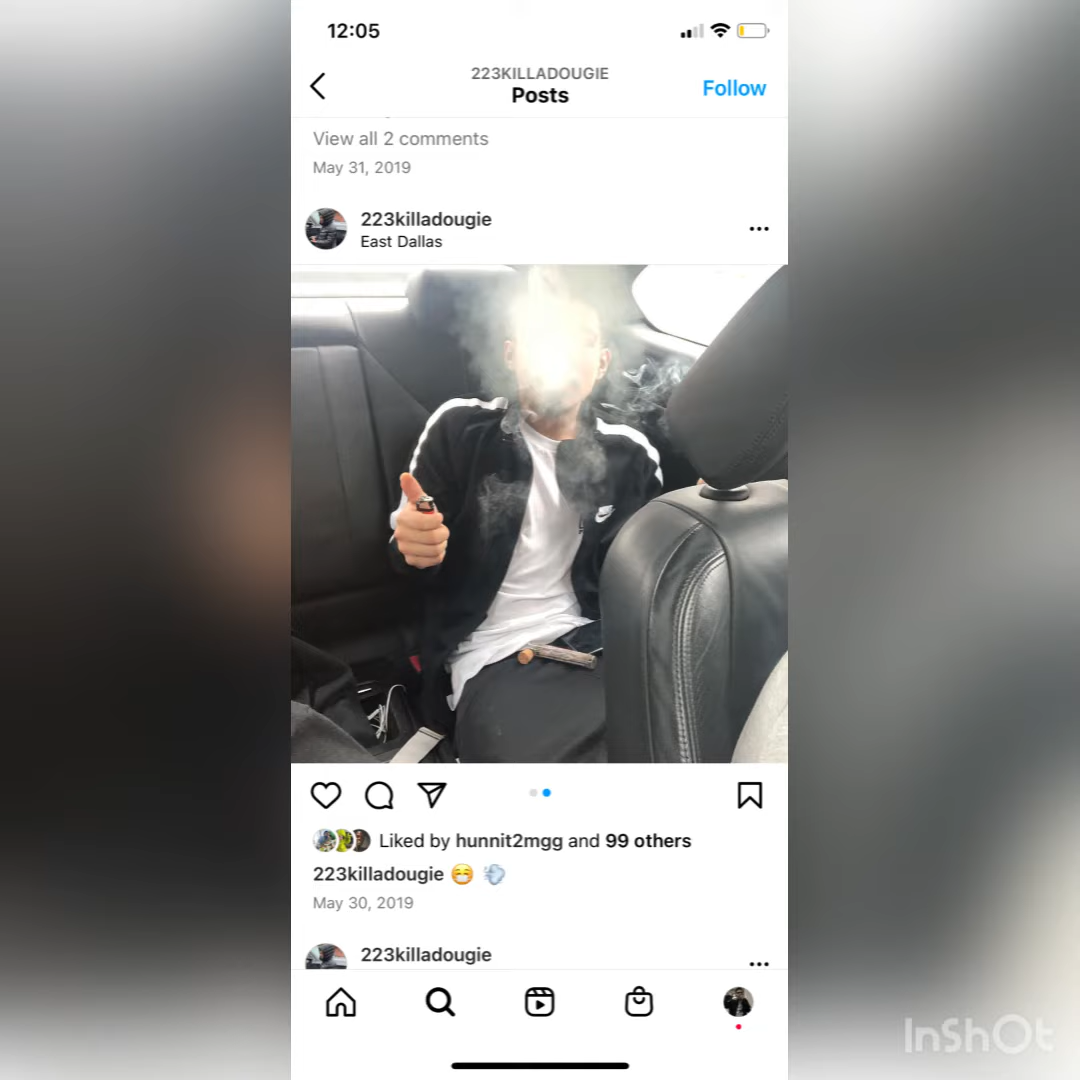 12:05
223KILLADOUGIE
Posts
Follow
View all 2 comments
May 31, 2019
223killadougie
East Dallas
Liked by hunnit2mgg and 99 others
223killadougie 😷 💨
May 30, 2019
223killadougie
InShOt